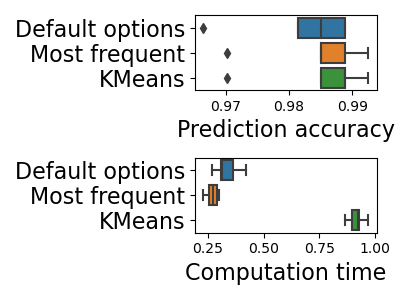 Default options
Most frequent
KMeans
0.97 0.98 0.99
Prediction accuracy
Default options
Most frequent
KMeans
0.25 0.50 0.75 1.00
Computation time